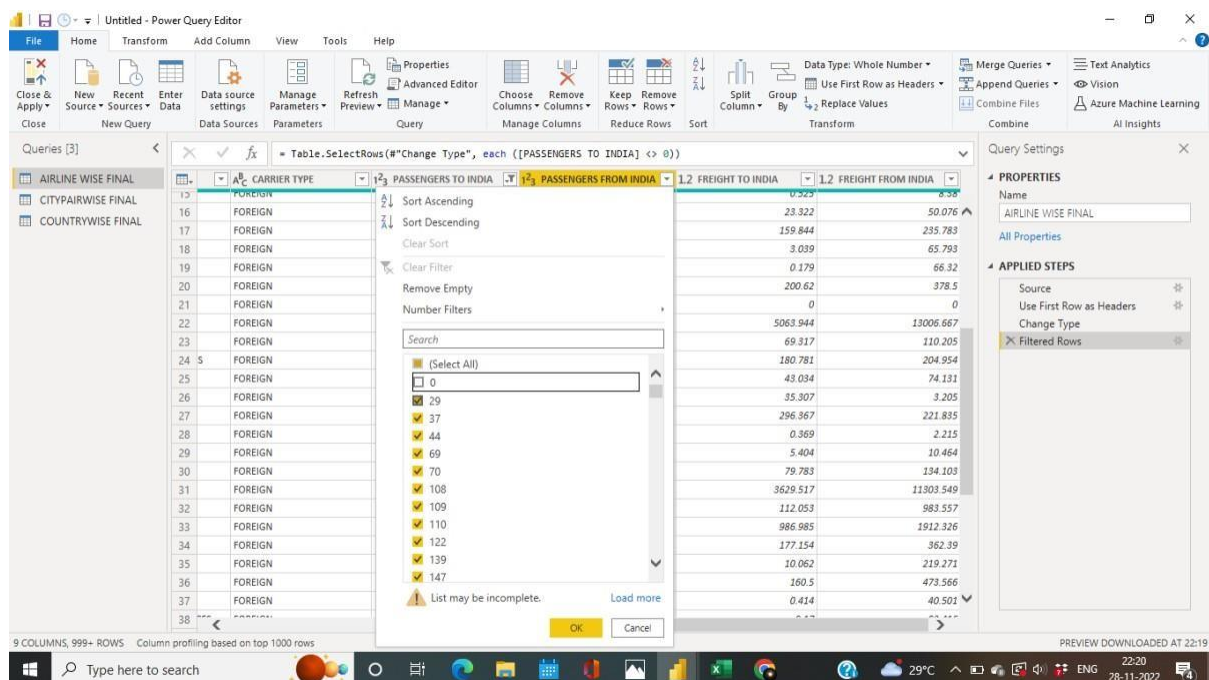 Untitled - Power Query Editor
File Home Transform Add Column View Tools Help
Close & Apply
New Source
Recent Sources
Enter Data
Data source settings
Manage Parameters
Refresh Preview
Properties
Advanced Editor
Manage
Choose Columns
Remove Columns
Keep Rows
Remove Rows
Split Column
Group By
Data Type: Whole Number
Use First Row as Headers
Replace Values
Merge Queries
Append Queries
Combine Files
Text Analytics
Vision
Azure Machine Learning
Close New Query Data Sources Parameters Query Manage Columns Reduce Rows Sort Transform Combine AI Insights
Queries [3]
AIRLINE WISE FINAL
CITYPAIRWISE FINAL
COUNTRYWISE FINAL
fx = Table.SelectRows(#"Change Type", each ([PASSENGERS TO INDIA] <> 0))
CARRIER TYPE PASSENGERS TO INDIA PASSENGERS FROM INDIA 1.2 FREIGHT TO INDIA 1.2 FREIGHT FROM INDIA
15 FOREIGN 0.525 8.58
16 FOREIGN 23.322 50.076
17 FOREIGN 159.844 235.783
18 FOREIGN 3.039 65.793
19 FOREIGN 0.179 66.32
20 FOREIGN 200.62 378.5
21 FOREIGN 0 0
22 FOREIGN 5063.944 13006.667
23 FOREIGN 69.317 110.205
24 S FOREIGN 180.781 204.954
25 FOREIGN 43.034 74.131
26 FOREIGN 35.307 3.205
27 FOREIGN 296.367 221.835
28 FOREIGN 0.369 2.215
29 FOREIGN 5.404 10.464
30 FOREIGN 79.783 134.103
31 FOREIGN 3629.517 11303.549
32 FOREIGN 112.053 983.557
33 FOREIGN 986.985 1912.326
34 FOREIGN 177.154 362.39
35 FOREIGN 10.062 219.271
36 FOREIGN 160.5 473.566
37 FOREIGN 0.414 40.501
38
Sort Ascending
Sort Descending
Clear Sort
Clear Filter
Remove Empty
Number Filters
Search
(Select All)
0
29
37
44
69
70
108
109
110
122
139
147
List may be incomplete. Load more
OK Cancel
Query Settings
PROPERTIES
Name
AIRLINE WISE FINAL
All Properties
APPLIED STEPS
Source
Use First Row as Headers
Change Type
Filtered Rows
9 COLUMNS, 999+ ROWS Column profiling based on top 1000 rows
PREVIEW DOWNLOADED AT 22:19
Type here to search
29°C ENG
22:20
28-11-2022